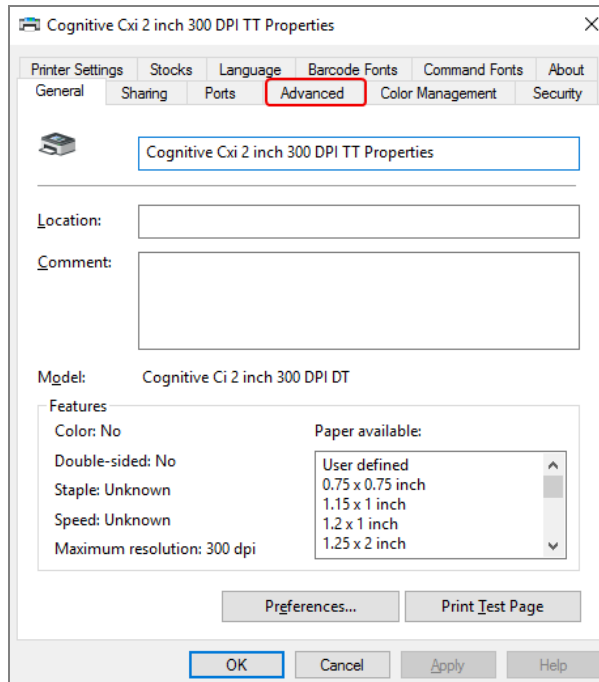 Cognitive Cxi 2 inch 300 DPI TT Properties
Printer Settings Stocks Language Barcode Fonts Command Fonts About
General Sharing Ports Advanced Color Management Security
Cognitive Cxi 2 inch 300 DPI TT Properties
Location:
Comment:
Model: Cognitive Ci 2 inch 300 DPI DT
Features
Color: No Paper available:
Double-sided: No User defined
Staple: Unknown 0.75 x 0.75 inch
1.15 x 1 inch
Speed: Unknown 1.2 x 1 inch
Maximum resolution: 300 dpi 1.25 x 2 inch
Preferences... Print Test Page
OK Cancel Apply Help